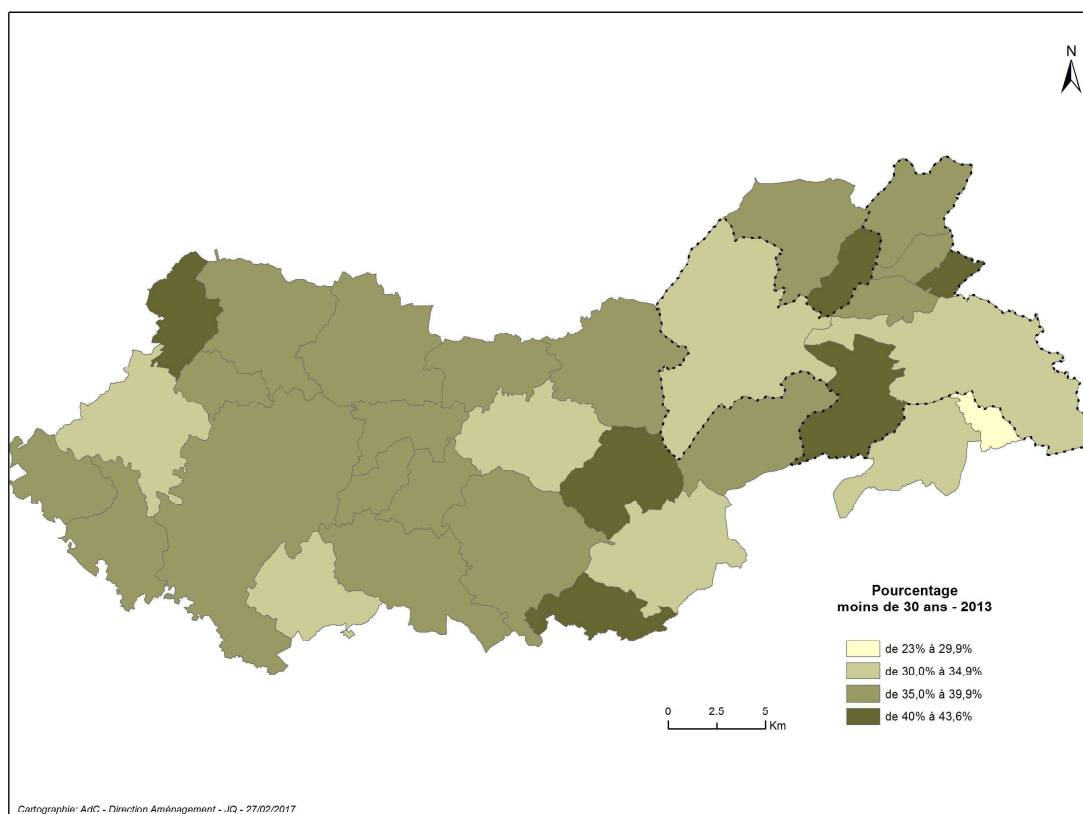 N
Pourcentage
moins de 30 ans - 2013
de 23% à 29,9%
de 30,0% à 34,9%
de 35,0% à 39,9%
de 40% à 43,6%
0 2.5 5
Km
Cartographie: AdC - Direction Aménagement - JQ - 27/02/2017